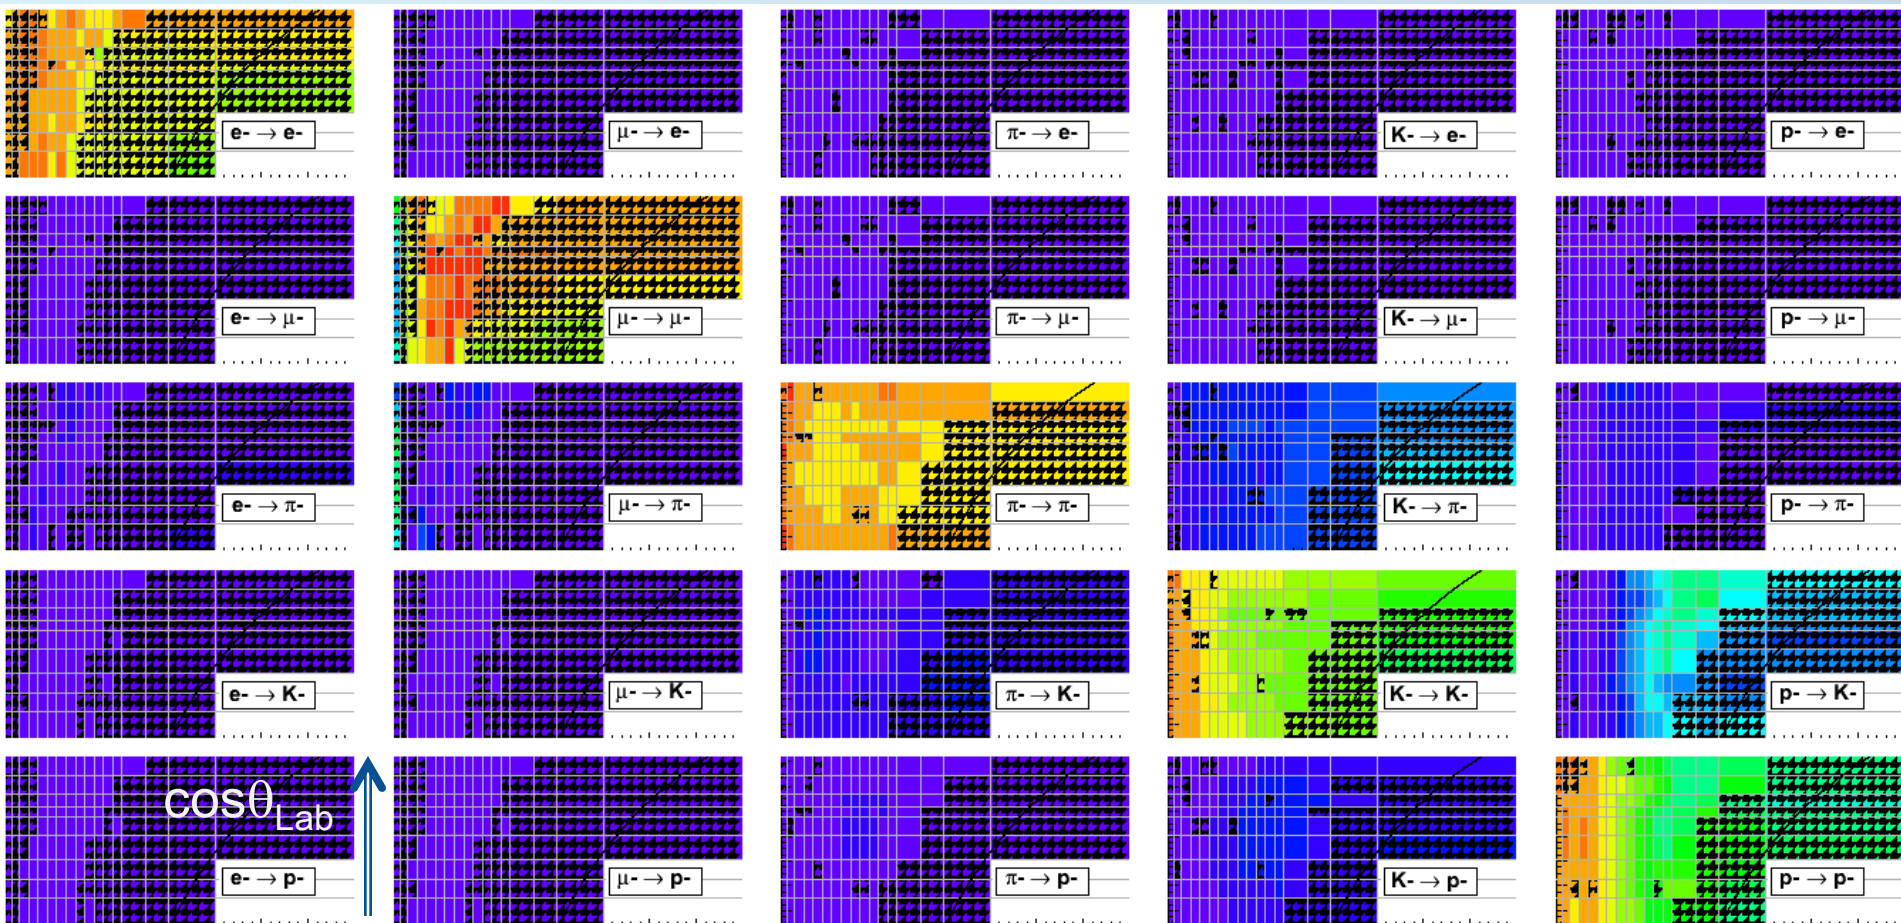 e- → e-
μ- → e-
π- → e-
K- → e-
p- → e-
e- → μ-
μ- → μ-
π- → μ-
K- → μ-
p- → μ-
e- → π-
μ- → π-
π- → π-
K- → π-
p- → π-
e- → K-
μ- → K-
π- → K-
K- → K-
p- → K-
cosθLab
e- → p-
μ- → p-
π- → p-
K- → p-
p- → p-